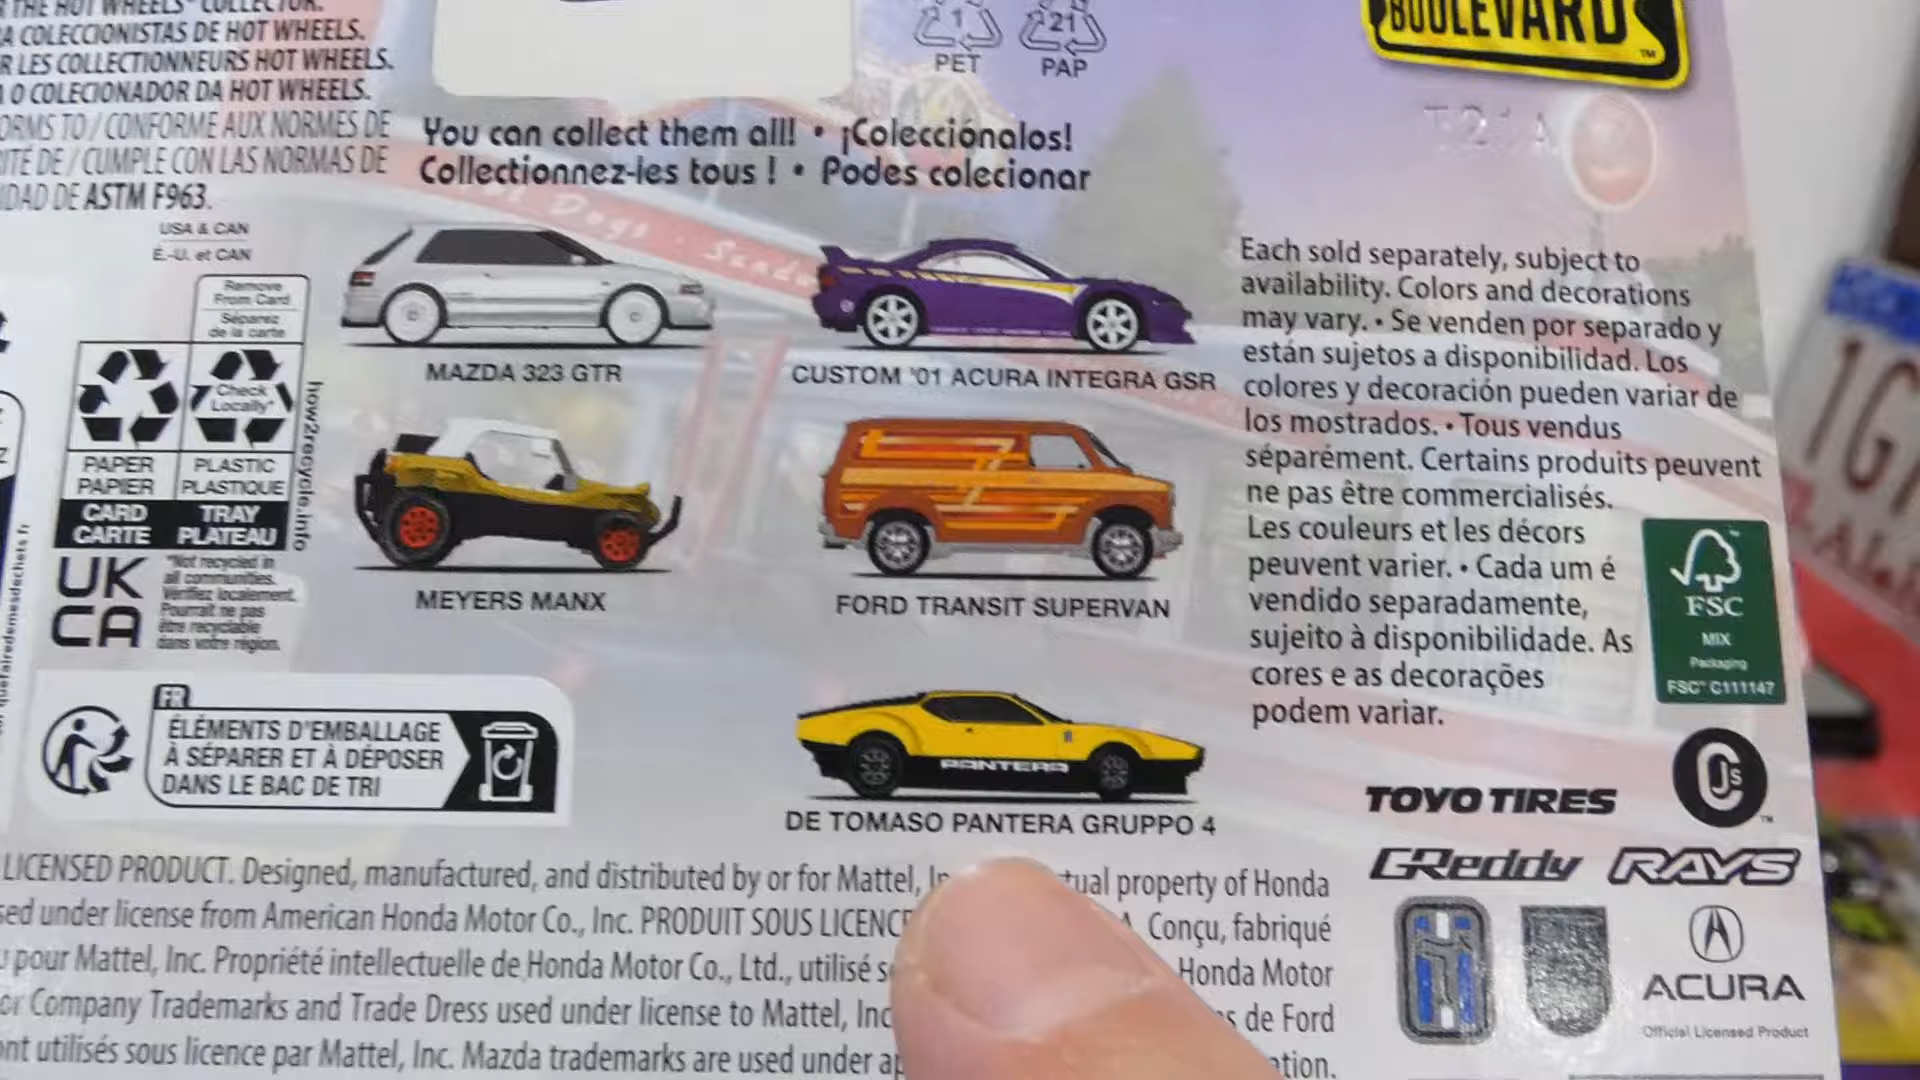 THE HOT WHEELS® COLLECTOR.
A COLECCIONISTAS DE HOT WHEELS.
R LES COLLECTIONNEURS HOT WHEELS.
O COLECIONADOR DA HOT WHEELS.
ORMS TO / CONFORME AUX NORMES DE
ITÉ DE / CUMPLE CON LAS NORMAS DE
IDAD DE ASTM F963.
USA & CAN
É.-U. et CAN
Remove
From Card
Séparez
de la carte
Check
Locally*
PAPER
PAPIER
PLASTIC
PLASTIQUE
CARD
CARTE
TRAY
PLATEAU
how2recycle.info
*Not recycled in
all communities.
Vérifiez localement.
Pourrait ne pas
être recyclable
dans votre région.
UK
CA
quefairedemesdechets.fr
FR
ÉLÉMENTS D'EMBALLAGE
À SÉPARER ET À DÉPOSER
DANS LE BAC DE TRI
1
PET
21
PAP
BOULEVARD™
You can collect them all! • ¡Colecciónalos!
Collectionnez-les tous ! • Podes colecionar
MAZDA 323 GTR
CUSTOM '01 ACURA INTEGRA GSR
MEYERS MANX
FORD TRANSIT SUPERVAN
PANTERA
DE TOMASO PANTERA GRUPPO 4
Each sold separately, subject to
availability. Colors and decorations
may vary. • Se venden por separado y
están sujetos a disponibilidad. Los
colores y decoración pueden variar de
los mostrados. • Tous vendus
séparément. Certains produits peuvent
ne pas être commercialisés.
Les couleurs et les décors
peuvent varier. • Cada um é
vendido separadamente,
sujeito à disponibilidade. As
cores e as decorações
podem variar.
FSC
MIX
Packaging
FSC™ C111147
TOYO TIRES
CJs
GReddy
RAYS
ACURA
Official Licensed Product
LICENSED PRODUCT. Designed, manufactured, and distributed by or for Mattel, In tual property of Honda
sed under license from American Honda Motor Co., Inc. PRODUIT SOUS LICENCE Conçu, fabriqué
pour Mattel, Inc. Propriété intellectuelle de Honda Motor Co., Ltd., utilisé s Honda Motor
or Company Trademarks and Trade Dress used under license to Mattel, Inc s de Ford
nt utilisés sous licence par Mattel, Inc. Mazda trademarks are used under ap ation.